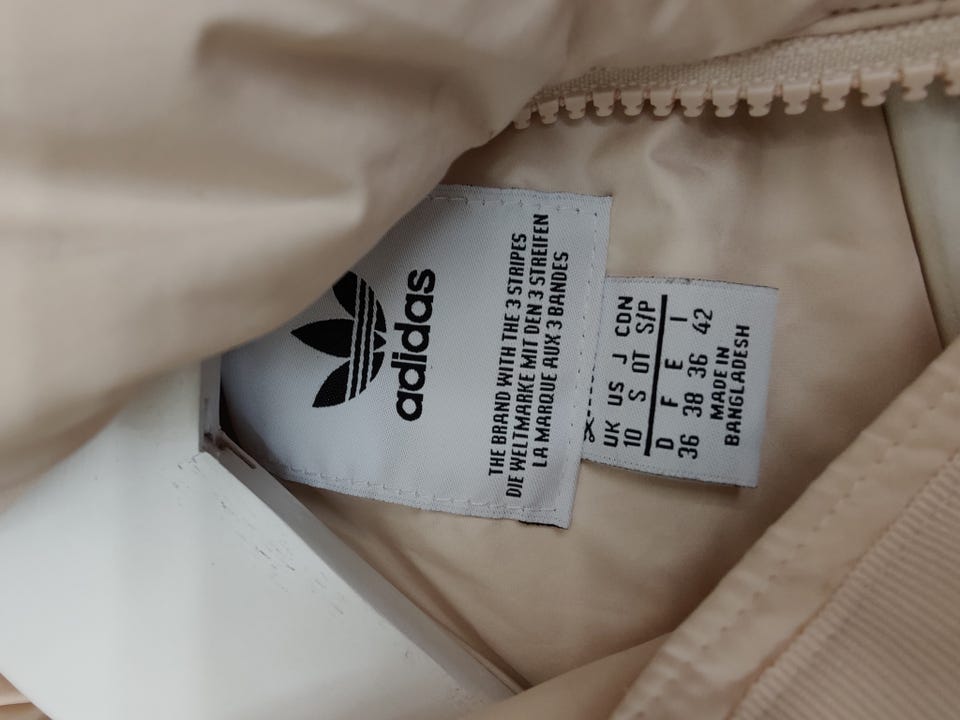 adidas
THE BRAND WITH THE 3 STRIPES
DIE WELTMARKE MIT DEN 3 STREIFEN
LA MARQUE AUX 3 BANDES
UK US J CDN
10 S OT S/P
D F E I
36 38 36 42
MADE IN
BANGLADESH